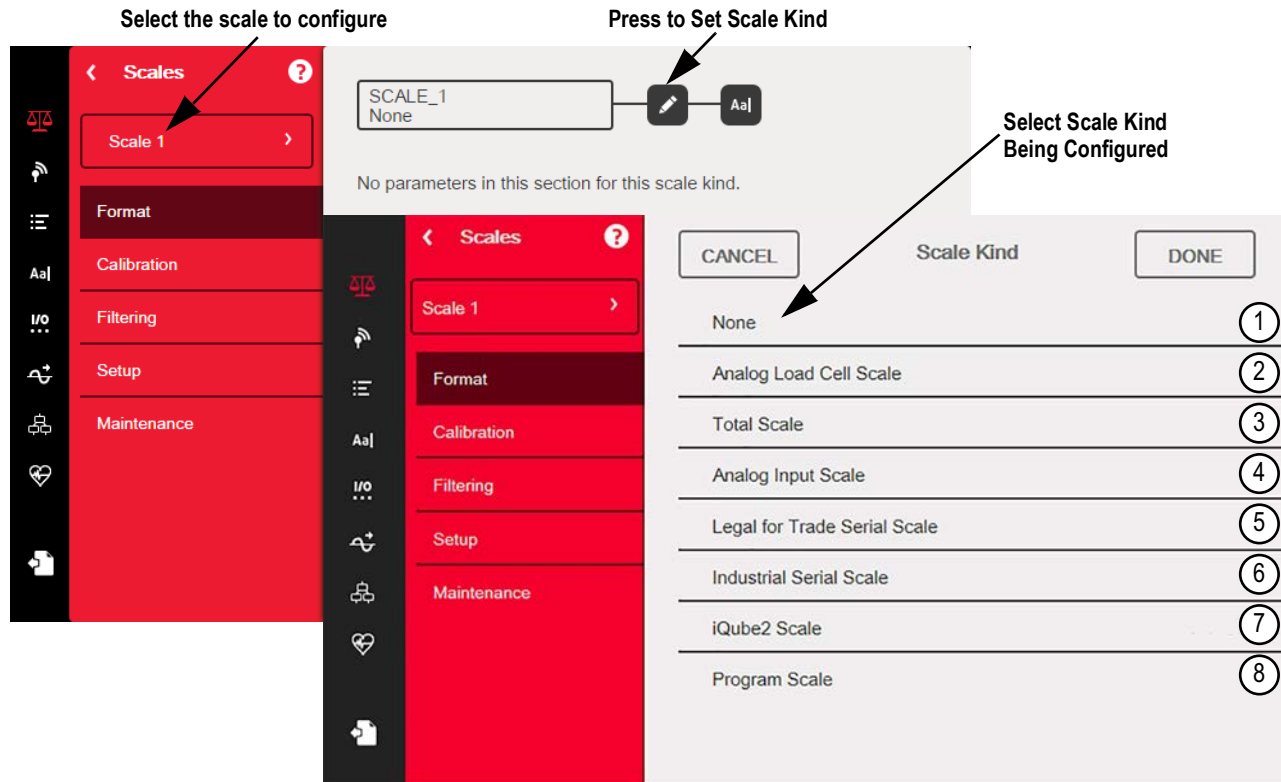 Select the scale to configure
Press to Set Scale Kind
Scales
?
Scale 1
Format
Calibration
Filtering
Setup
Maintenance
Aa|
I/O
SCALE_1
None
Aa|
No parameters in this section for this scale kind.
Select Scale Kind
Being Configured
Scales
?
Scale 1
Format
Calibration
Filtering
Setup
Maintenance
Aa|
I/O
CANCEL
Scale Kind
DONE
None 1
Analog Load Cell Scale 2
Total Scale 3
Analog Input Scale 4
Legal for Trade Serial Scale 5
Industrial Serial Scale 6
iQube2 Scale 7
Program Scale 8